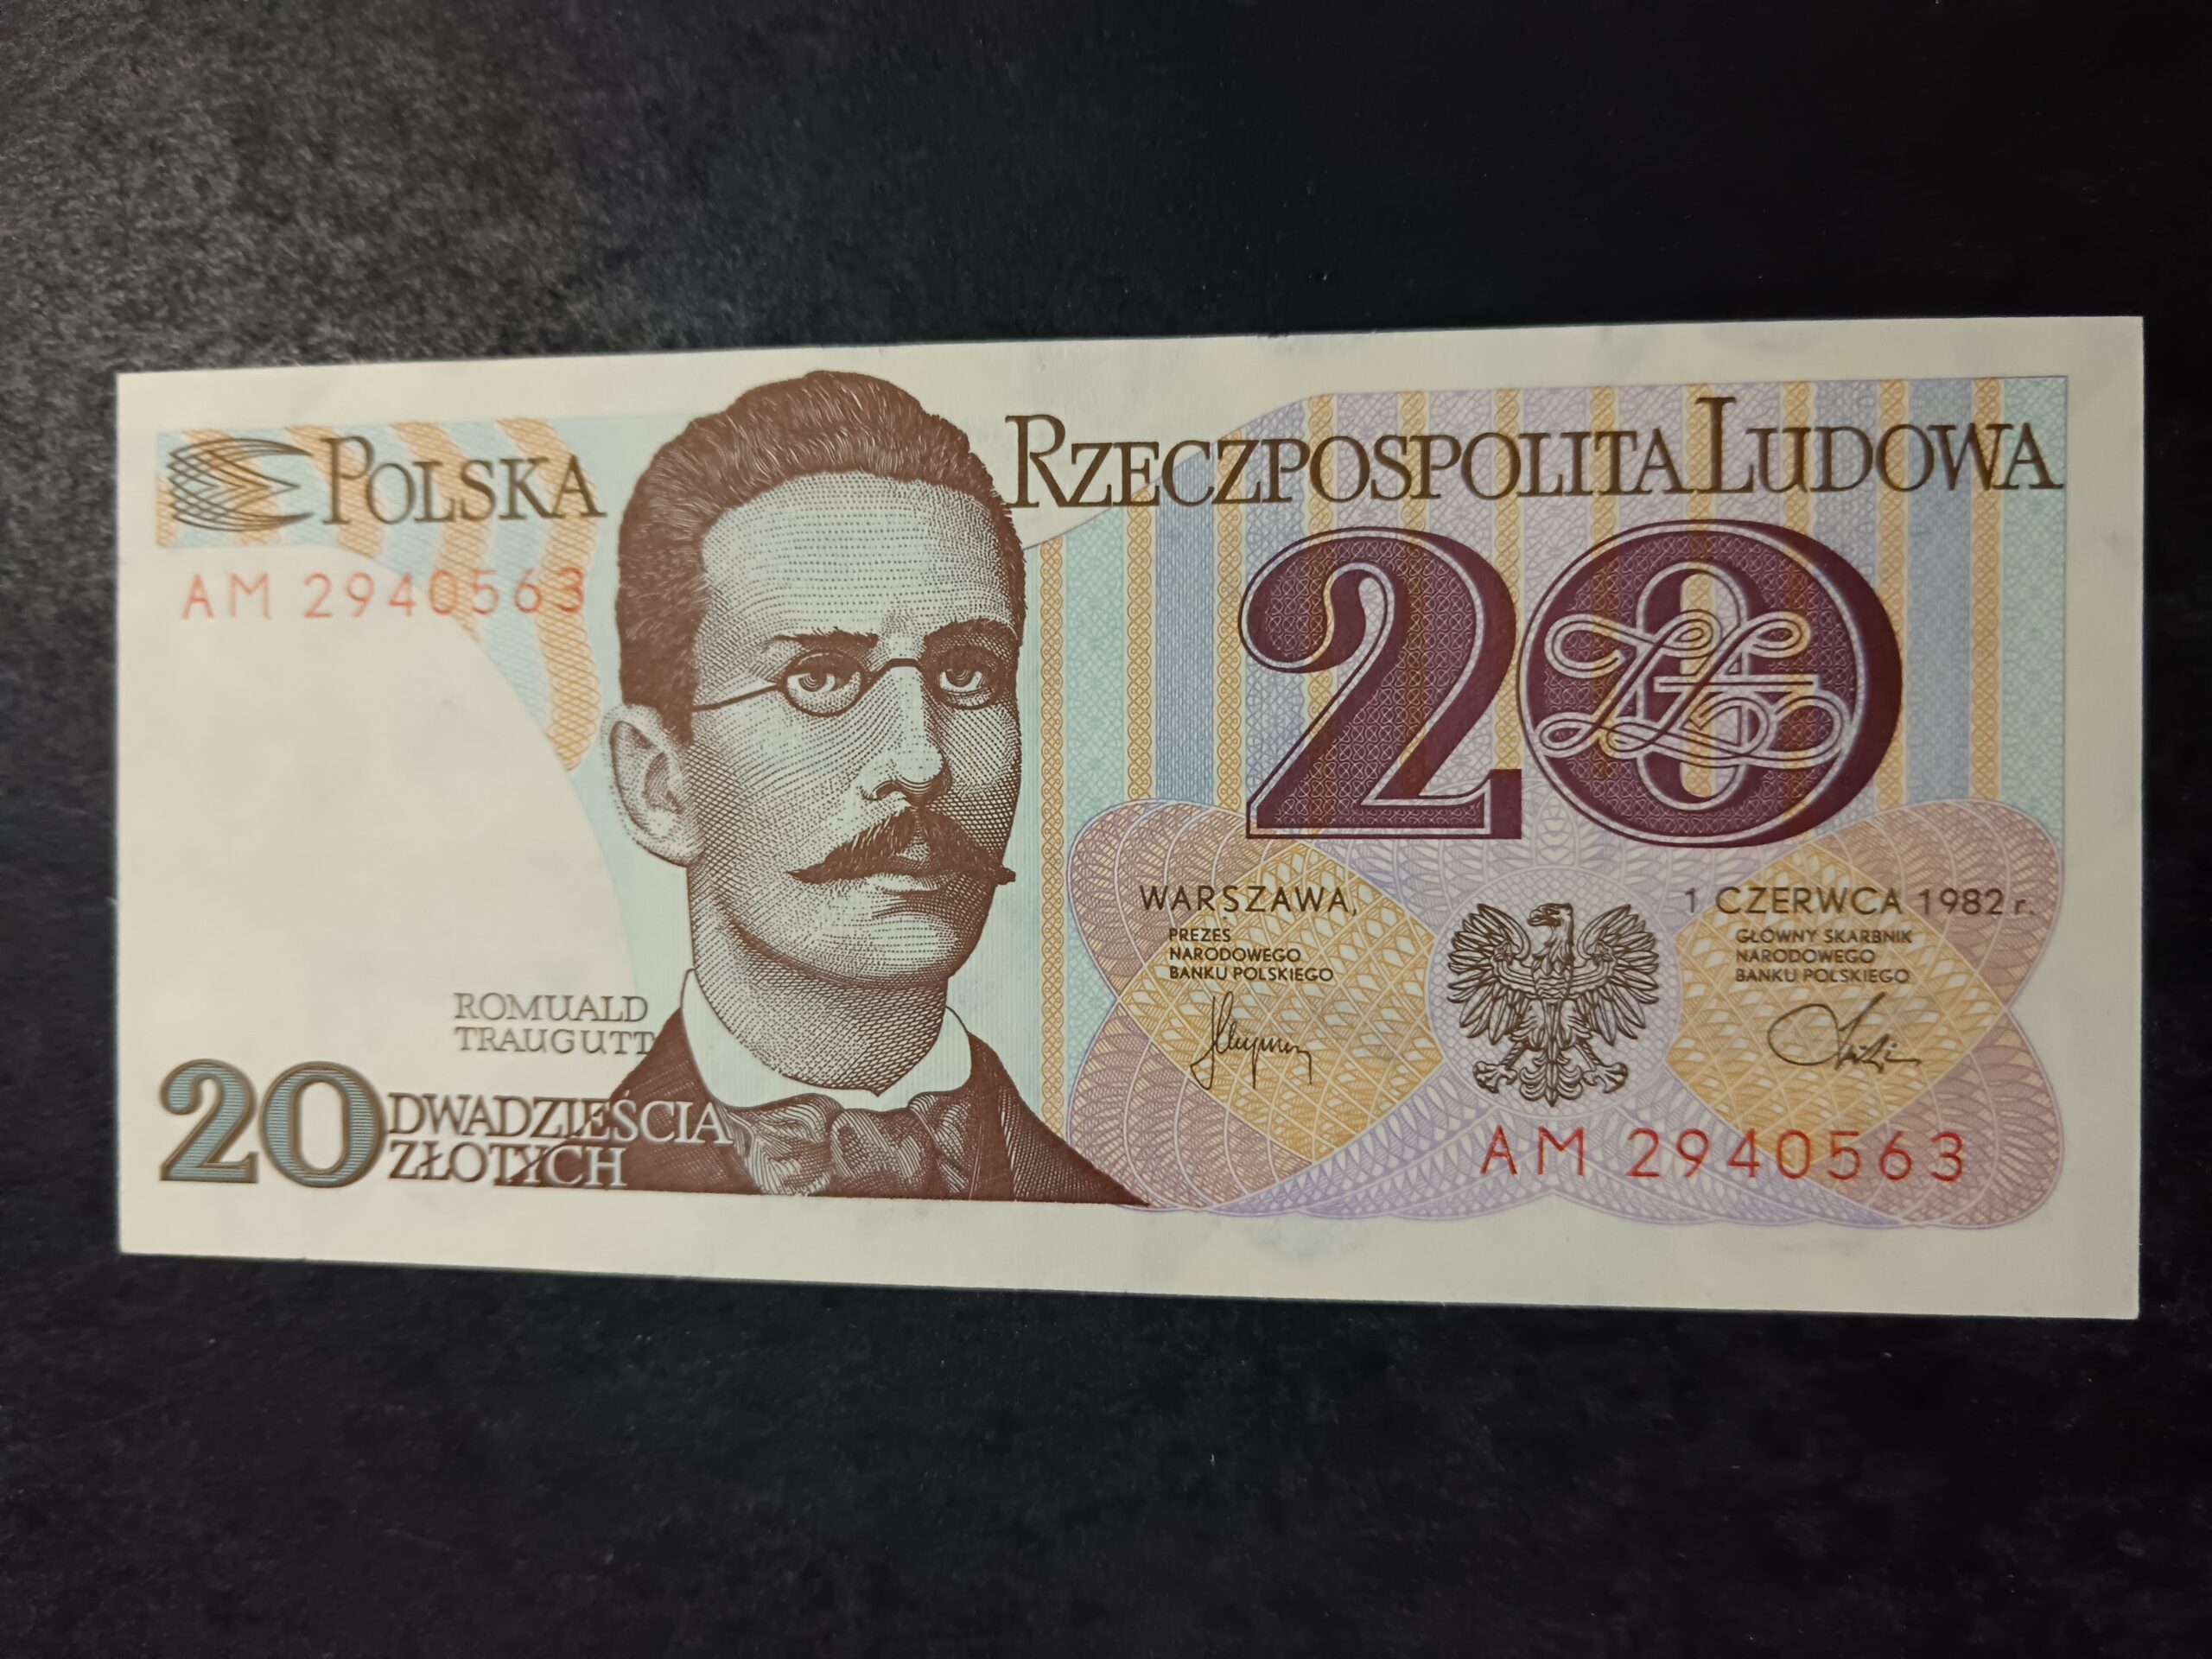 POLSKA
RZECZPOSPOLITA LUDOWA
AM 2940563
20 ZŁ
WARSZAWA,
1 CZERWCA 1982 r.
PREZES
NARODOWEGO
BANKU POLSKIEGO
GŁÓWNY SKARBNIK
NARODOWEGO
BANKU POLSKIEGO
ROMUALD
TRAUGUTT
20 DWADZIEŚCIA
ZŁOTYCH
AM 2940563